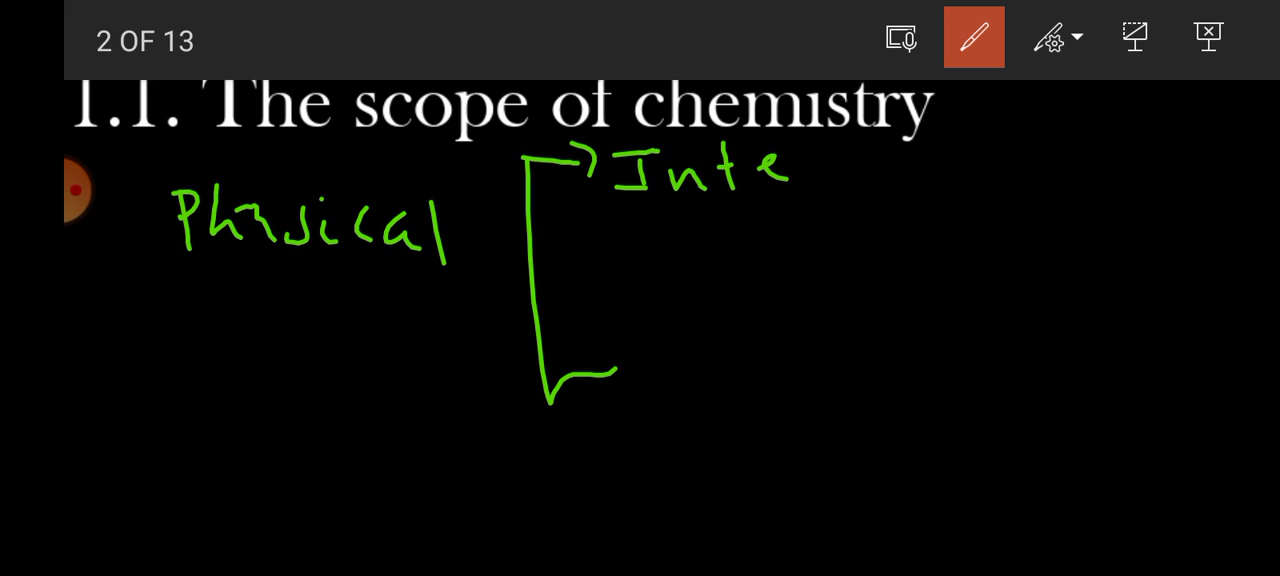 2 OF 13
1.1. The scope of chemistry
Inte
Physical